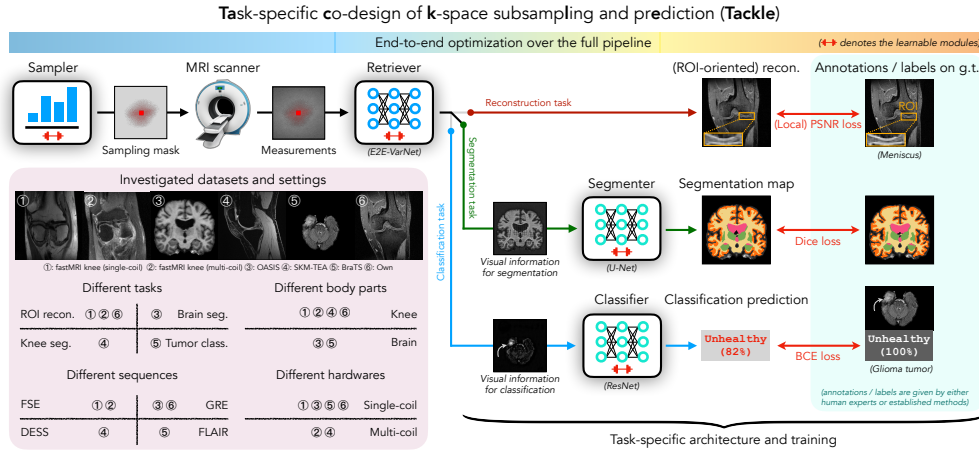 Task-specific co-design of k-space subsampling and prediction (Tackle)
End-to-end optimization over the full pipeline
( denotes the learnable modules)
Sampler
MRI scanner
Retriever
(ROI-oriented) recon.
Annotations / labels on g.t.
Sampling mask
Measurements
(E2E-VarNet)
Reconstruction task
Segmentation task
Classification task
ROI
(Local) PSNR loss
(Meniscus)
Investigated datasets and settings
① ② ③ ④ ⑤ ⑥
①: fastMRI knee (single-coil) ②: fastMRI knee (multi-coil) ③: OASIS ④: SKM-TEA ⑤: BraTS ⑥: Own
Different tasks
ROI recon. ①②⑥ ③ Brain seg.
Knee seg. ④ ⑤ Tumor class.
Different body parts
①②④⑥ Knee
③⑤ Brain
Different sequences
FSE ①② ③⑥ GRE
DESS ④ ⑤ FLAIR
Different hardwares
①③⑤⑥ Single-coil
②④ Multi-coil
Segmenter
Segmentation map
Visual information
for segmentation
(U-Net)
Dice loss
Classifier
Classification prediction
Visual information
for classification
(ResNet)
Unhealthy
(82%)
BCE loss
Unhealthy
(100%)
(Glioma tumor)
(annotations / labels are given by either
human experts or established methods)
Task-specific architecture and training